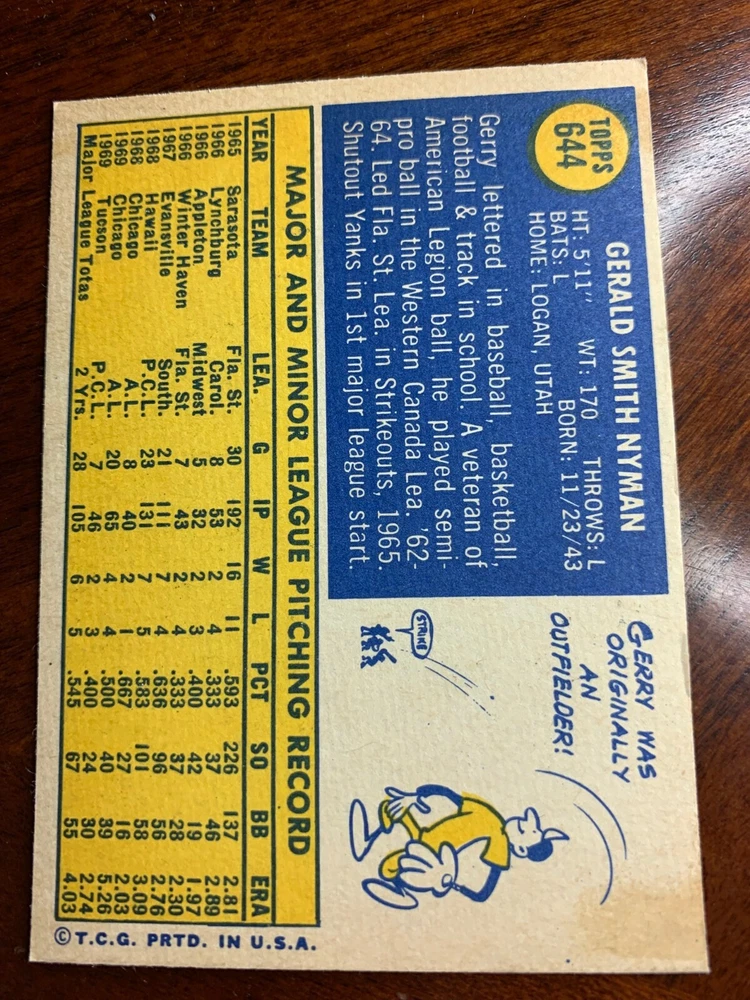 TOPPS
644
GERALD SMITH NYMAN
HT: 5'11" WT: 170 THROWS: L
BATS: L BORN: 11/23/43
HOME: LOGAN, UTAH
Gerry lettered in baseball, basketball,
football & track in school. A veteran of
American Legion ball, he played semi-
pro ball in the Western Canada Lea. '62-
64. Led Fla. St. Lea. in Strikeouts, 1965.
Shutout Yanks in 1st major league start.
GERRY WAS
ORIGINALLY
AN
OUTFIELDER!
STRIKE
MAJOR AND MINOR LEAGUE PITCHING RECORD
YEAR TEAM LEA. G IP W L PCT SO BB ERA
1965 Sarasota Fla. St. 30 192 16 11 .593 226 137 2.81
1966 Lynchburg Carol. 8 53 2 4 .333 37 46 2.89
1966 Appleton Midwest 5 32 2 3 .400 42 19 1.97
1966 Winter Haven Fla. St. 7 43 2 4 .333 37 28 2.30
1967 Evansville South. 21 111 7 4 .636 96 56 2.76
1968 Hawaii P.C.L. 23 131 7 5 .583 101 58 3.09
1968 Chicago A.L. 8 40 2 1 .667 27 16 2.03
1969 Chicago A.L. 20 65 4 4 .500 40 39 5.26
1969 Tucson P.C.L. 7 46 2 3 .400 24 30 2.74
Major League Totas 2 Yrs. 28 105 6 5 .545 67 55 4.03
© T.C.G. PRTD. IN U.S.A.